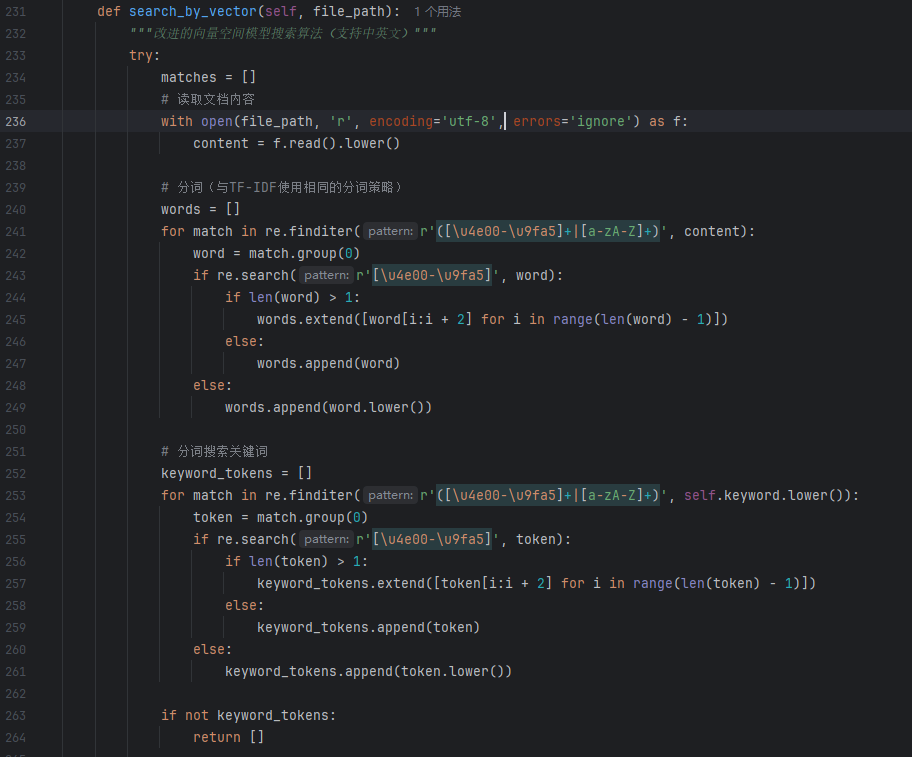 231 def search_by_vector(self, file_path): 1个用法
232 """改进的向量空间模型搜索算法（支持中英文）"""
233 try:
234 matches = []
235 # 读取文档内容
236 with open(file_path, 'r', encoding='utf-8', errors='ignore') as f:
237 content = f.read().lower()
238
239 # 分词（与TF-IDF使用相同的分词策略）
240 words = []
241 for match in re.finditer( pattern: r'([\u4e00-\u9fa5]+|[a-zA-Z]+)', content):
242 word = match.group(0)
243 if re.search( pattern: r'[\u4e00-\u9fa5]', word):
244 if len(word) > 1:
245 words.extend([word[i:i + 2] for i in range(len(word) - 1)])
246 else:
247 words.append(word)
248 else:
249 words.append(word.lower())
250
251 # 分词搜索关键词
252 keyword_tokens = []
253 for match in re.finditer( pattern: r'([\u4e00-\u9fa5]+|[a-zA-Z]+)', self.keyword.lower()):
254 token = match.group(0)
255 if re.search( pattern: r'[\u4e00-\u9fa5]', token):
256 if len(token) > 1:
257 keyword_tokens.extend([token[i:i + 2] for i in range(len(token) - 1)])
258 else:
259 keyword_tokens.append(token)
260 else:
261 keyword_tokens.append(token.lower())
262
263 if not keyword_tokens:
264 return []